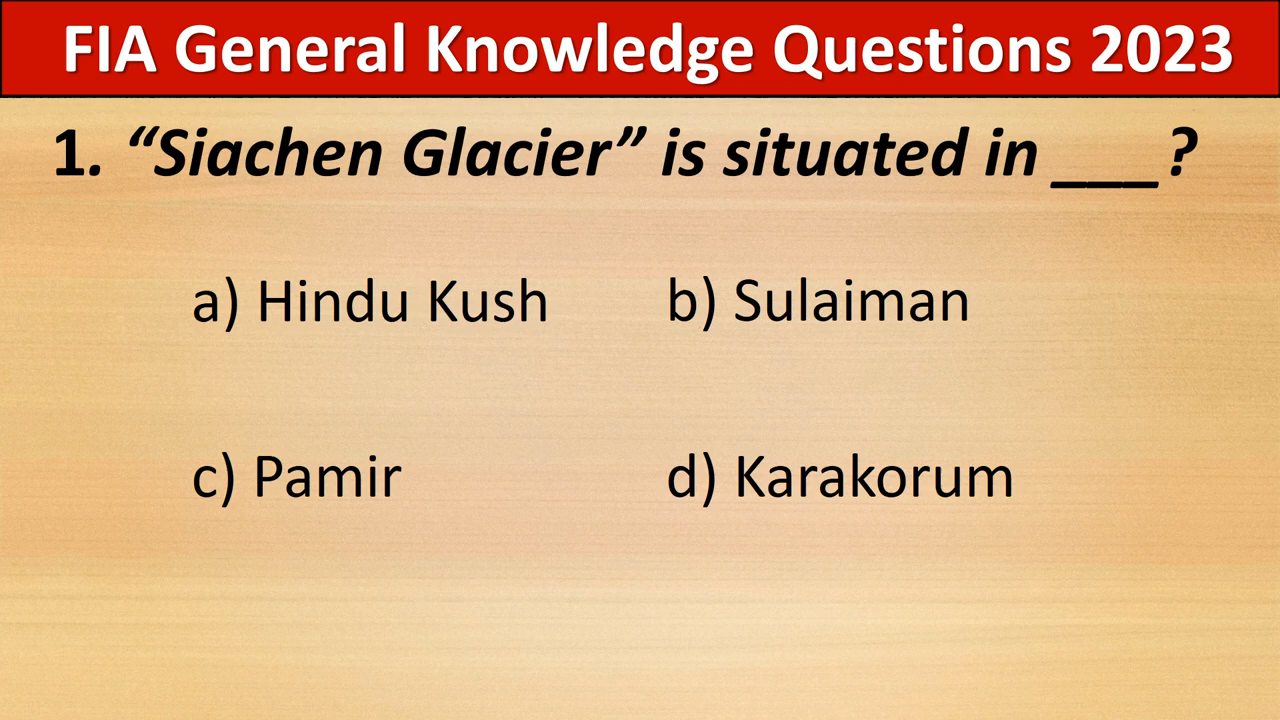 FIA General Knowledge Questions 2023
1. “Siachen Glacier” is situated in ___?
a) Hindu Kush b) Sulaiman
c) Pamir d) Karakorum